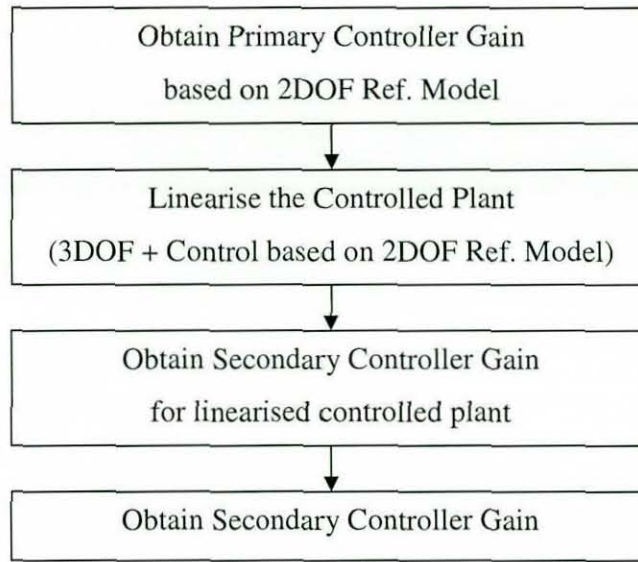 Obtain Primary Controller Gain
based on 2DOF Ref. Model
Linearise the Controlled Plant
(3DOF + Control based on 2DOF Ref. Model)
Obtain Secondary Controller Gain
for linearised controlled plant
Obtain Secondary Controller Gain